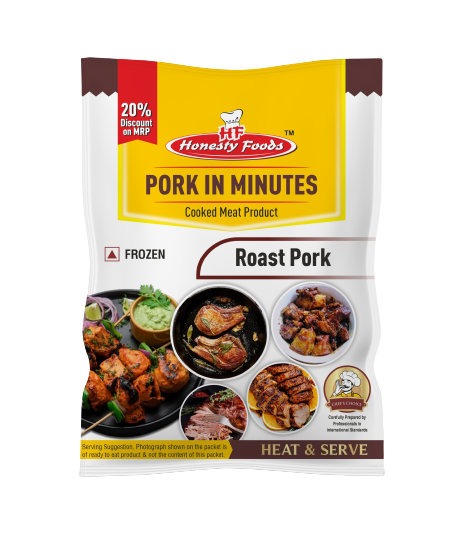 20%
Discount
on MRP
HF
Honesty Foods
TM
PORK IN MINUTES
Cooked Meat Product
FROZEN
Roast Pork
CHEF'S CHOICE
Carefully Prepared by
Professionals in
International Standards
Serving Suggestion. Photograph shown on the packet is
of ready to eat product & not the content of this packet.
HEAT & SERVE